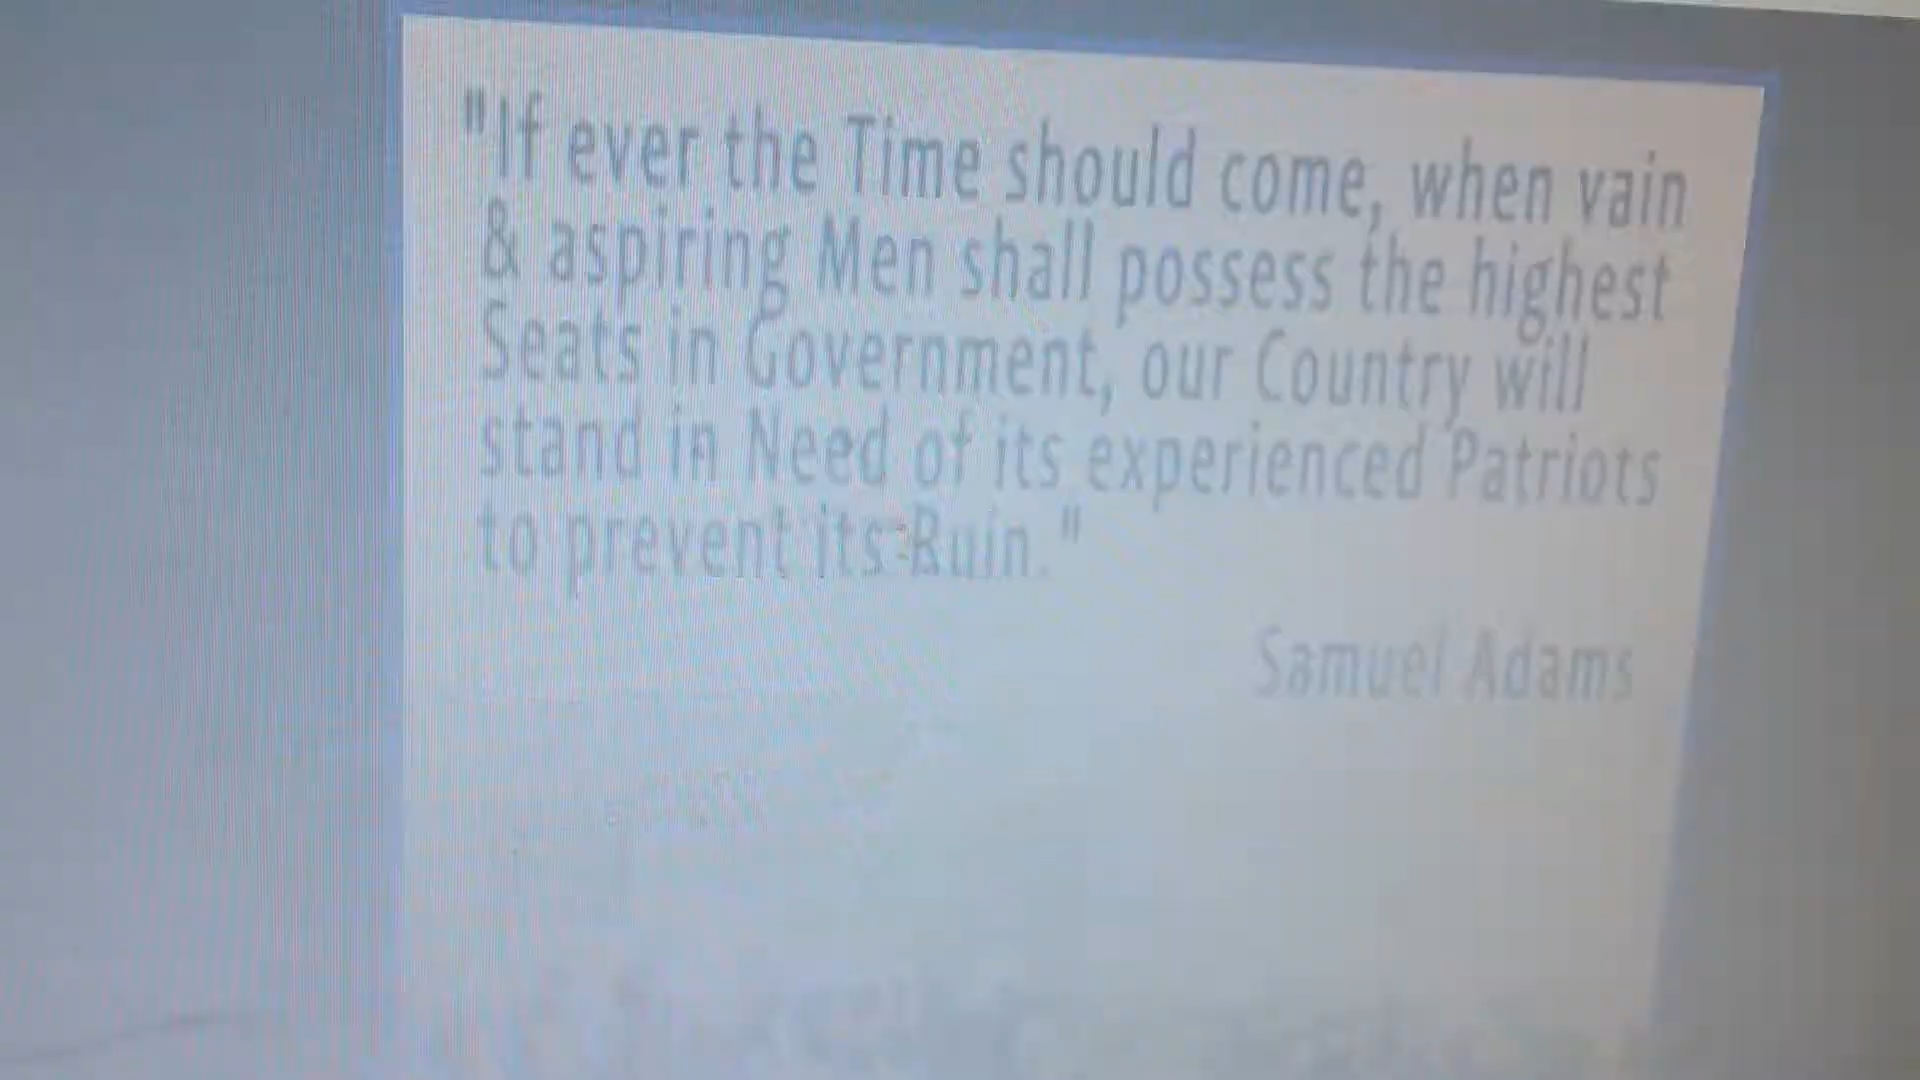 "If ever the Time should come, when vain
& aspiring Men shall possess the highest
Seats in Government, our Country will
stand in Need of its experienced Patriots
to prevent its Ruin."
Samuel Adams